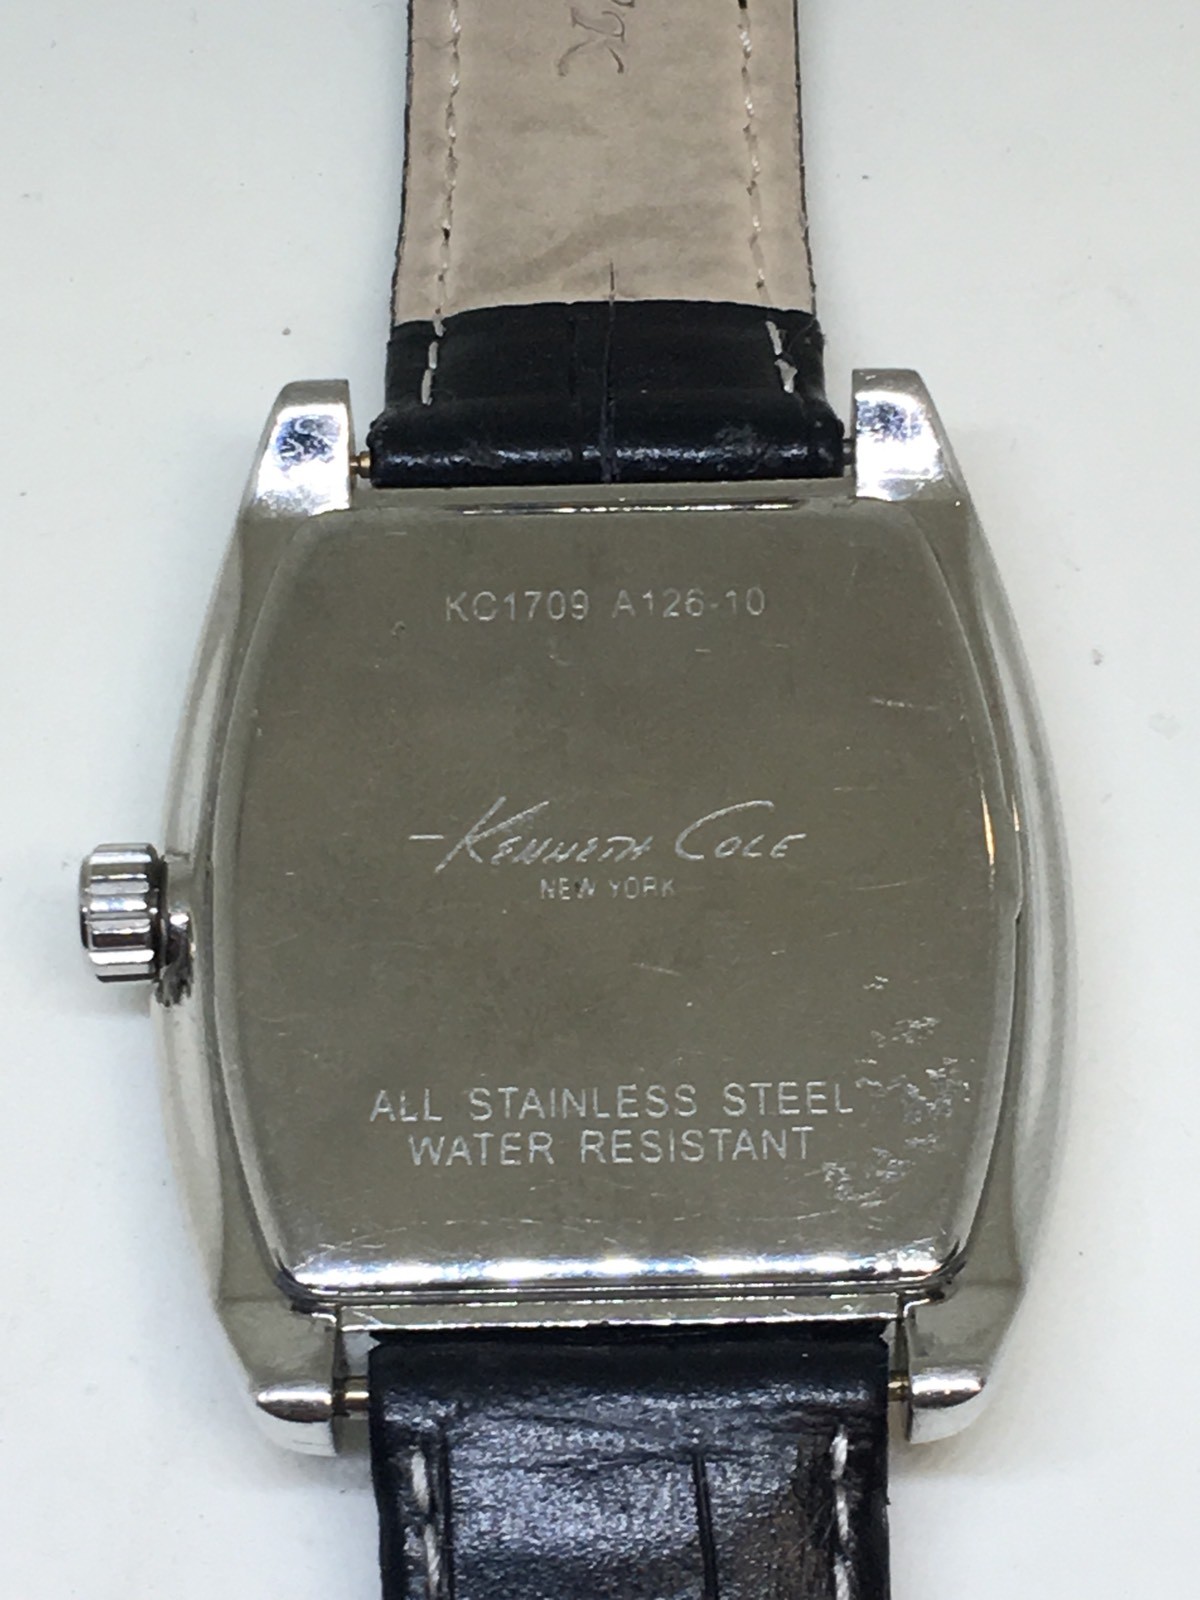 KC1709 A126-10
Kenneth Cole
NEW YORK
ALL STAINLESS STEEL
WATER RESISTANT